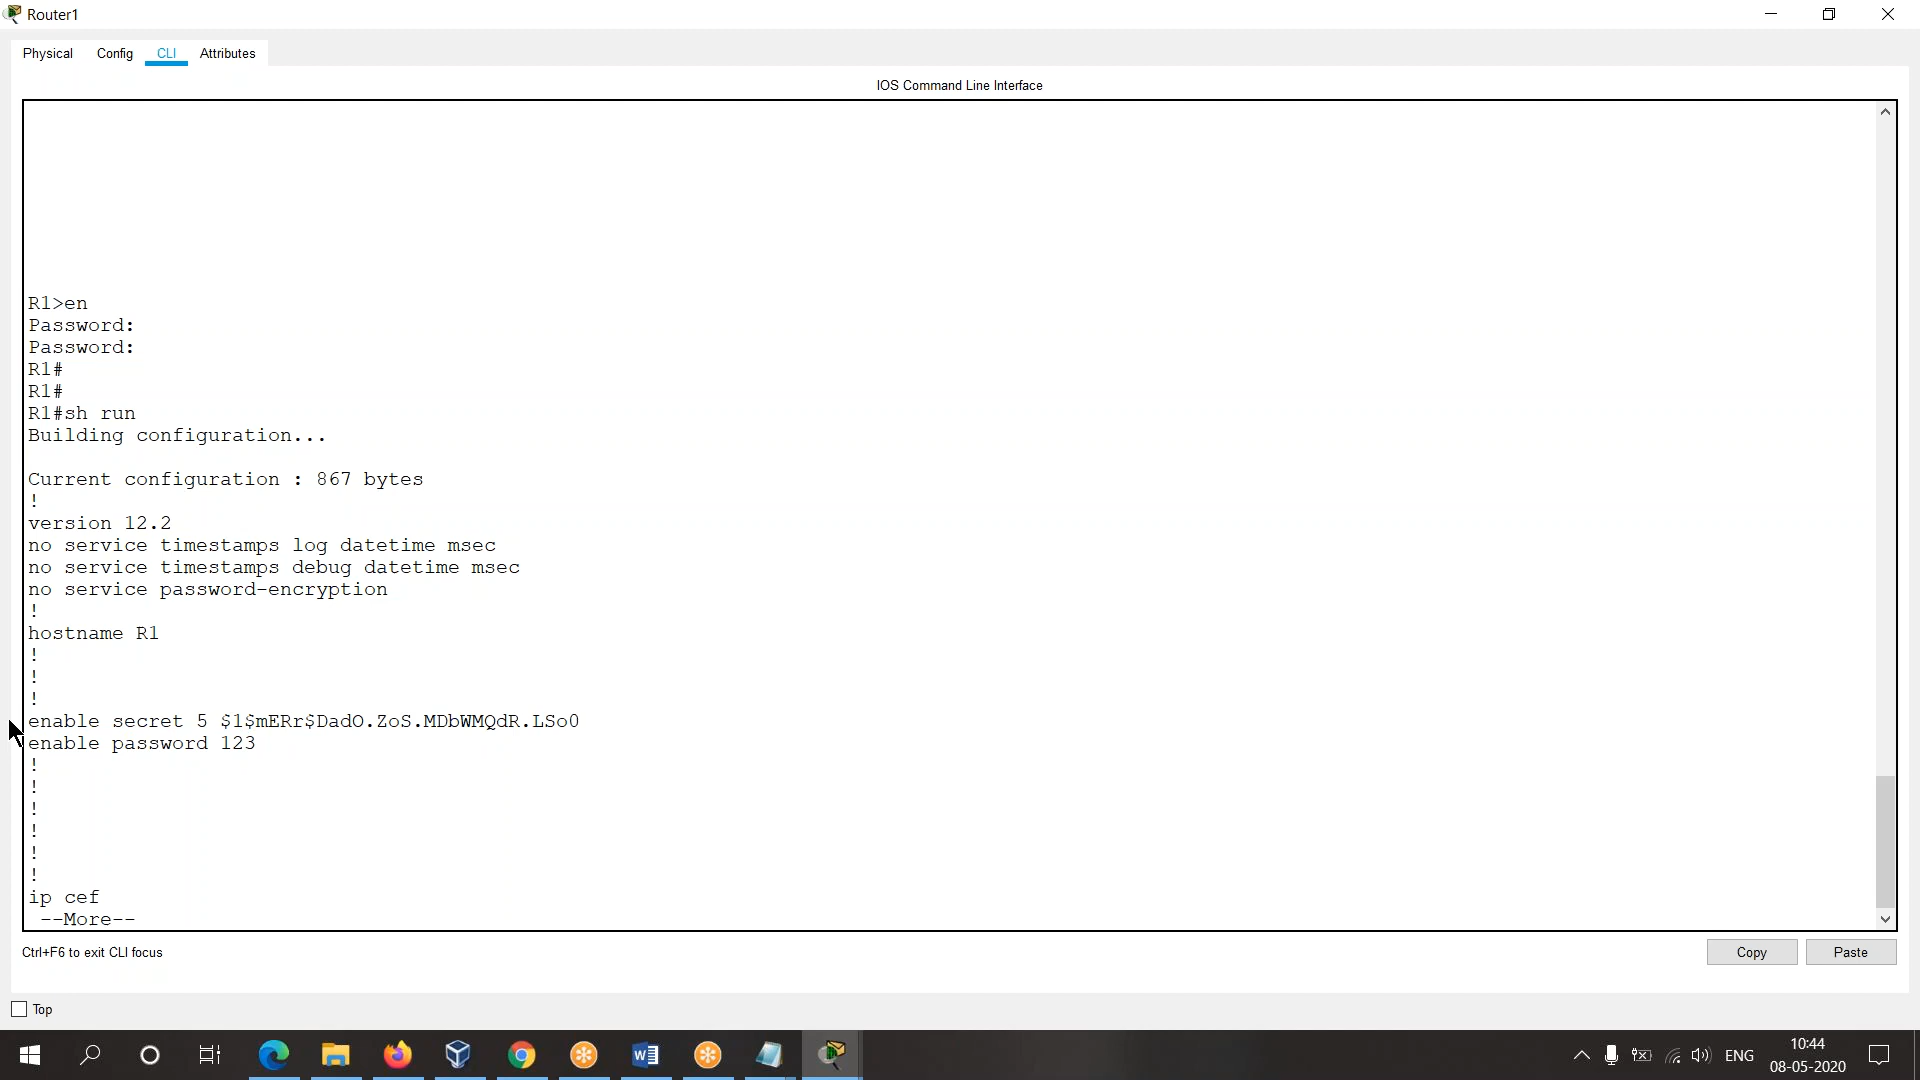 Router1
Physical Config CLI Attributes
IOS Command Line Interface
R1>en
Password:
Password:
R1#
R1#
R1#sh run
Building configuration...
Current configuration : 867 bytes
!
version 12.2
no service timestamps log datetime msec
no service timestamps debug datetime msec
no service password-encryption
!
hostname R1
!
!
!
enable secret 5 $1$mERr$DadO.ZoS.MDbWMQdR.LSo0
enable password 123
!
!
!
!
!
!
ip cef
--More--
Ctrl+F6 to exit CLI focus
Copy Paste
Top
ENG
10:44
08-05-2020